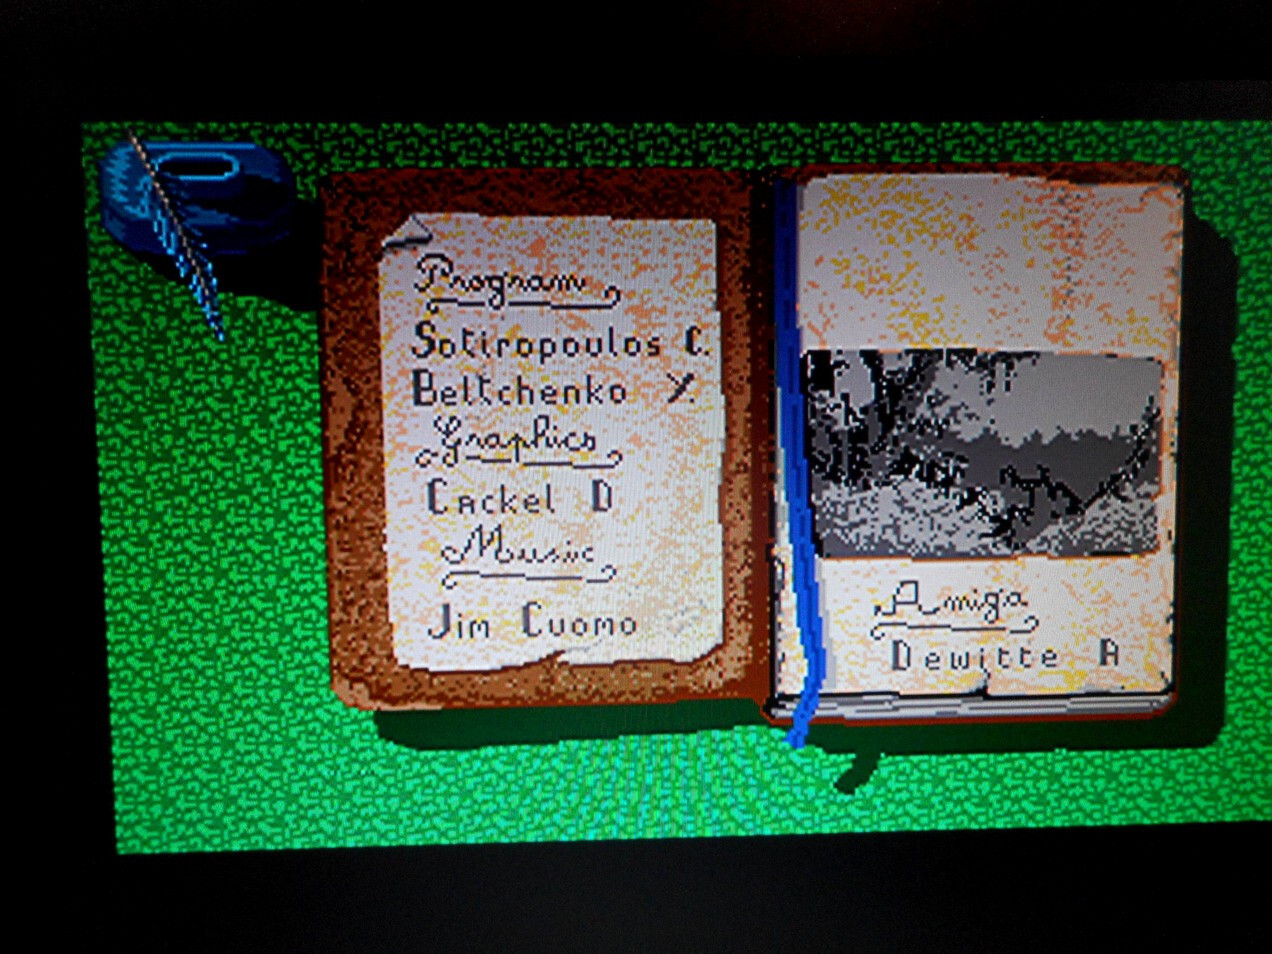 Program
Sotiropoulos C.
Beltchenko Y.
Graphics
Cackel D
Music
Jim Cuomo
Amiga
Dewitte A